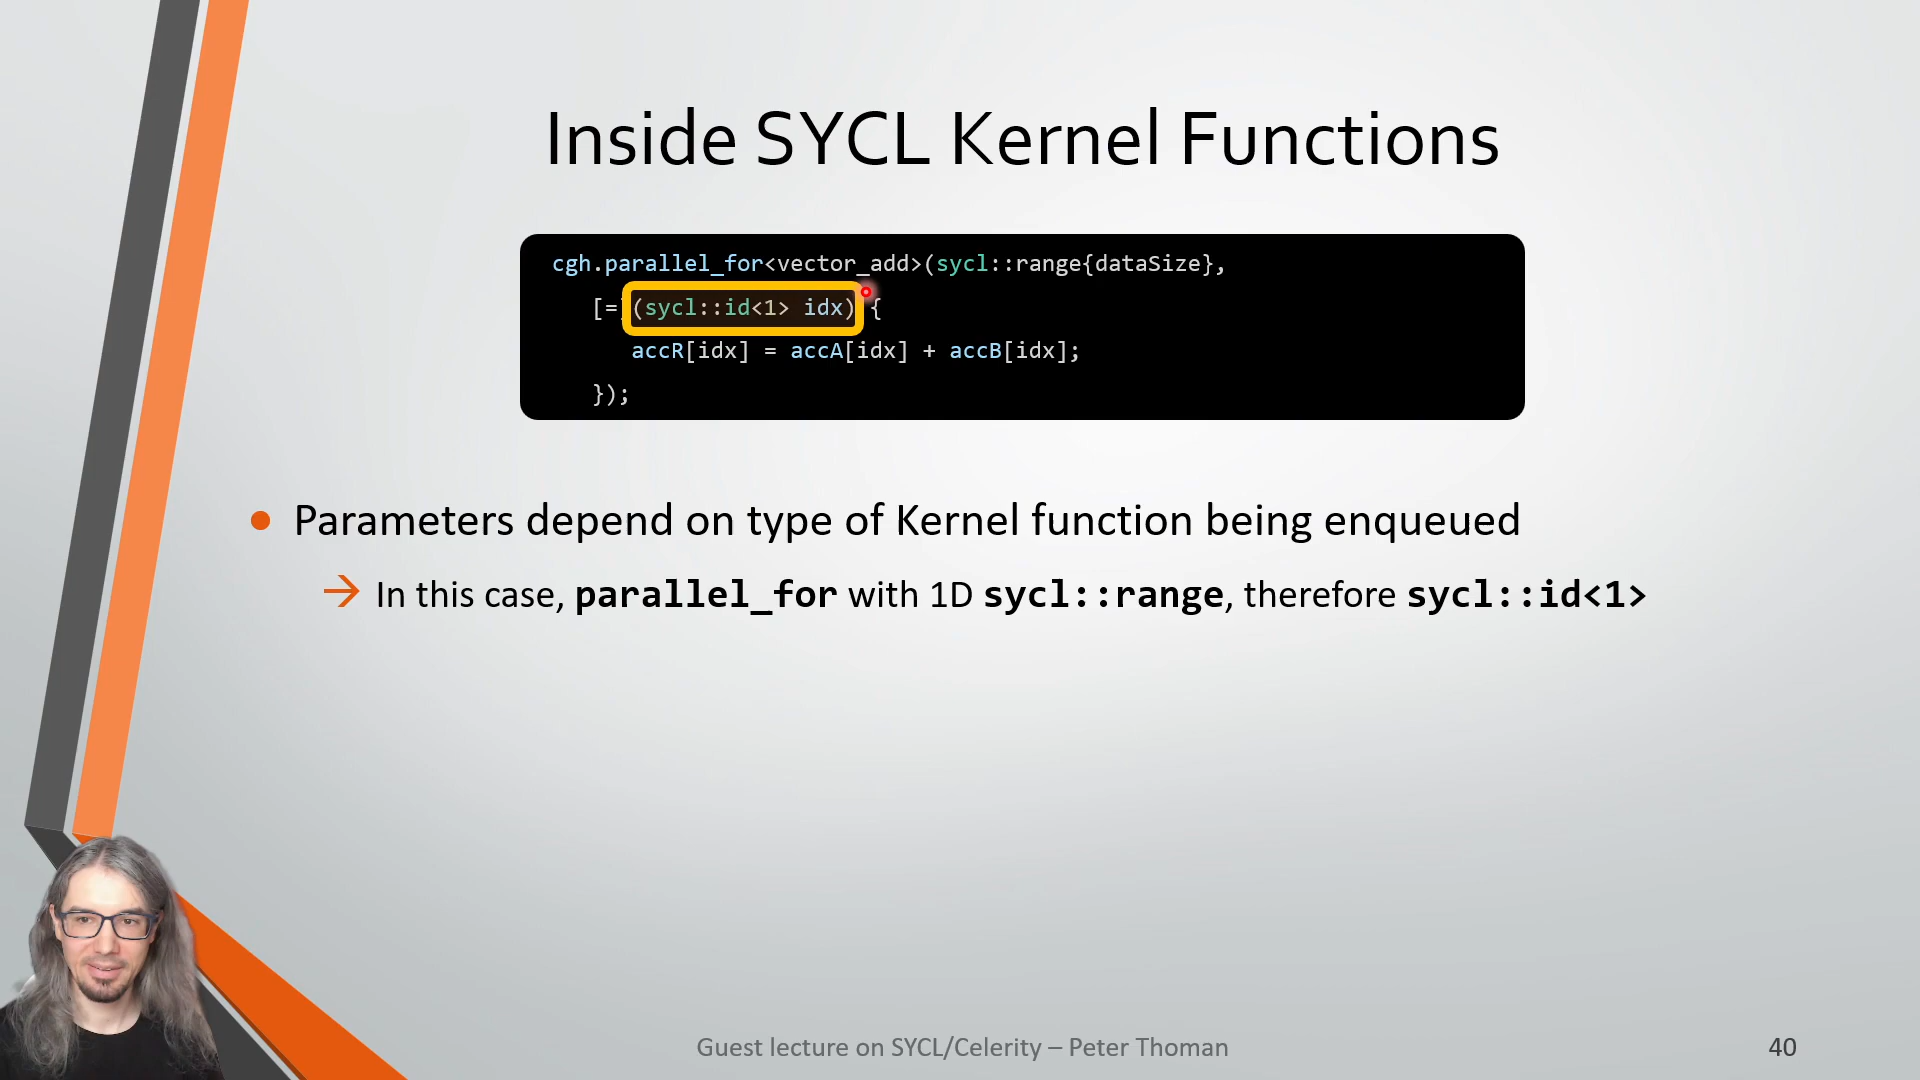 Inside SYCL Kernel Functions
cgh.parallel_for<vector_add>(sycl::range{dataSize},
[=](sycl::id<1> idx) {
accR[idx] = accA[idx] + accB[idx];
});
Parameters depend on type of Kernel function being enqueued
In this case, parallel_for with 1D sycl::range, therefore sycl::id<1>
Guest lecture on SYCL/Celerity – Peter Thoman
40